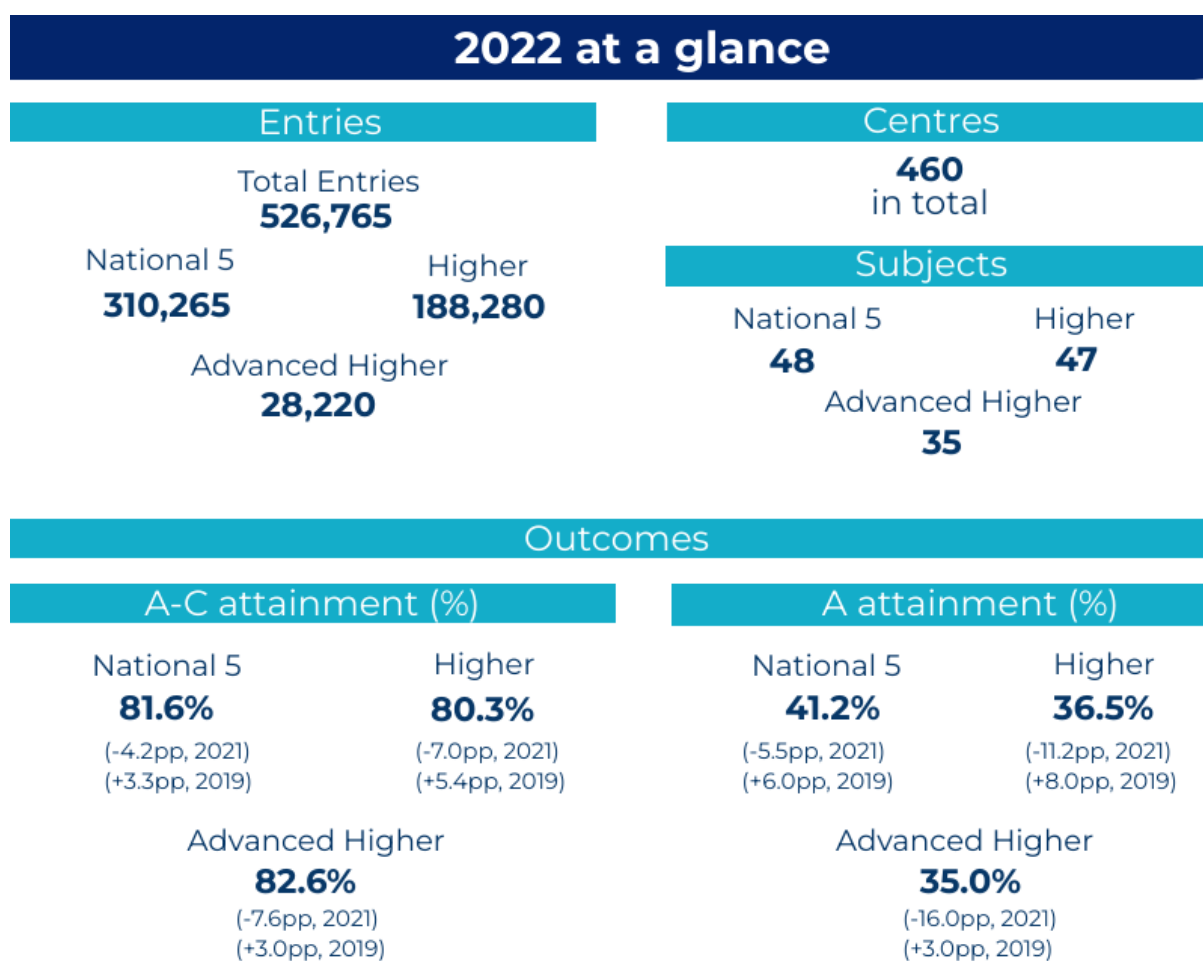 2022 at a glance
Entries
Total Entries
526,765
National 5
310,265
Higher
188,280
Advanced Higher
28,220
Centres
460
in total
Subjects
National 5
48
Higher
47
Advanced Higher
35
Outcomes
A-C attainment (%)
National 5
81.6%
(-4.2pp, 2021)
(+3.3pp, 2019)
Higher
80.3%
(-7.0pp, 2021)
(+5.4pp, 2019)
Advanced Higher
82.6%
(-7.6pp, 2021)
(+3.0pp, 2019)
A attainment (%)
National 5
41.2%
(-5.5pp, 2021)
(+6.0pp, 2019)
Higher
36.5%
(-11.2pp, 2021)
(+8.0pp, 2019)
Advanced Higher
35.0%
(-16.0pp, 2021)
(+3.0pp, 2019)